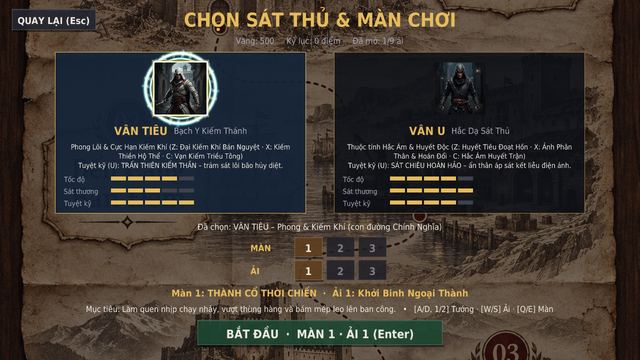 QUAY LẠI (Esc)
CHỌN SÁT THỦ & MÀN CHƠI
Vàng: 500 Kỷ lục: 0 điểm Đã mở: 1/9 ải
VÂN TIÊU Bạch Y Kiếm Thánh
Phong Lôi & Cực Hạn Kiếm Khí (Z: Đại Kiếm Khí Bán Nguyệt · X: Kiếm
Thiên Hộ Thể · C: Vạn Kiếm Triều Tông)
Tuyệt kỹ (U): TRẤN THIÊN KIẾM THẦN – trảm sát lôi bão hủy diệt.
Tốc độ
Sát thương
Tuyệt kỹ
VÂN U Hắc Dạ Sát Thủ
Thuộc tính Hắc Ám & Huyết Độc (Z: Huyết Tiêu Đoạt Hồn · X: Ảnh Phân
Thân & Hoán Đổi · C: Hắc Ám Huyết Trận)
Tuyệt kỹ (U): SÁT CHIÊU HOÀN HẢO – ẩn thân áp sát kết liễu điện ảnh.
Tốc độ
Sát thương
Tuyệt kỹ
Đã chọn: VÂN TIÊU – Phong & Kiếm Khí (con đường Chính Nghĩa)
MÀN 1 2 3
ẢI 1 2 3
Màn 1: THÀNH CỔ THỜI CHIẾN · Ải 1: Khởi Binh Ngoại Thành
Mục tiêu: Làm quen nhịp chạy nhảy, vượt thương và bám mép leo lên ban công. • [A/D, 1/2] Tướng · [W/S] Ải · [Q/E] Màn
BẮT ĐẦU · MÀN 1 · ẢI 1 (Enter)
03